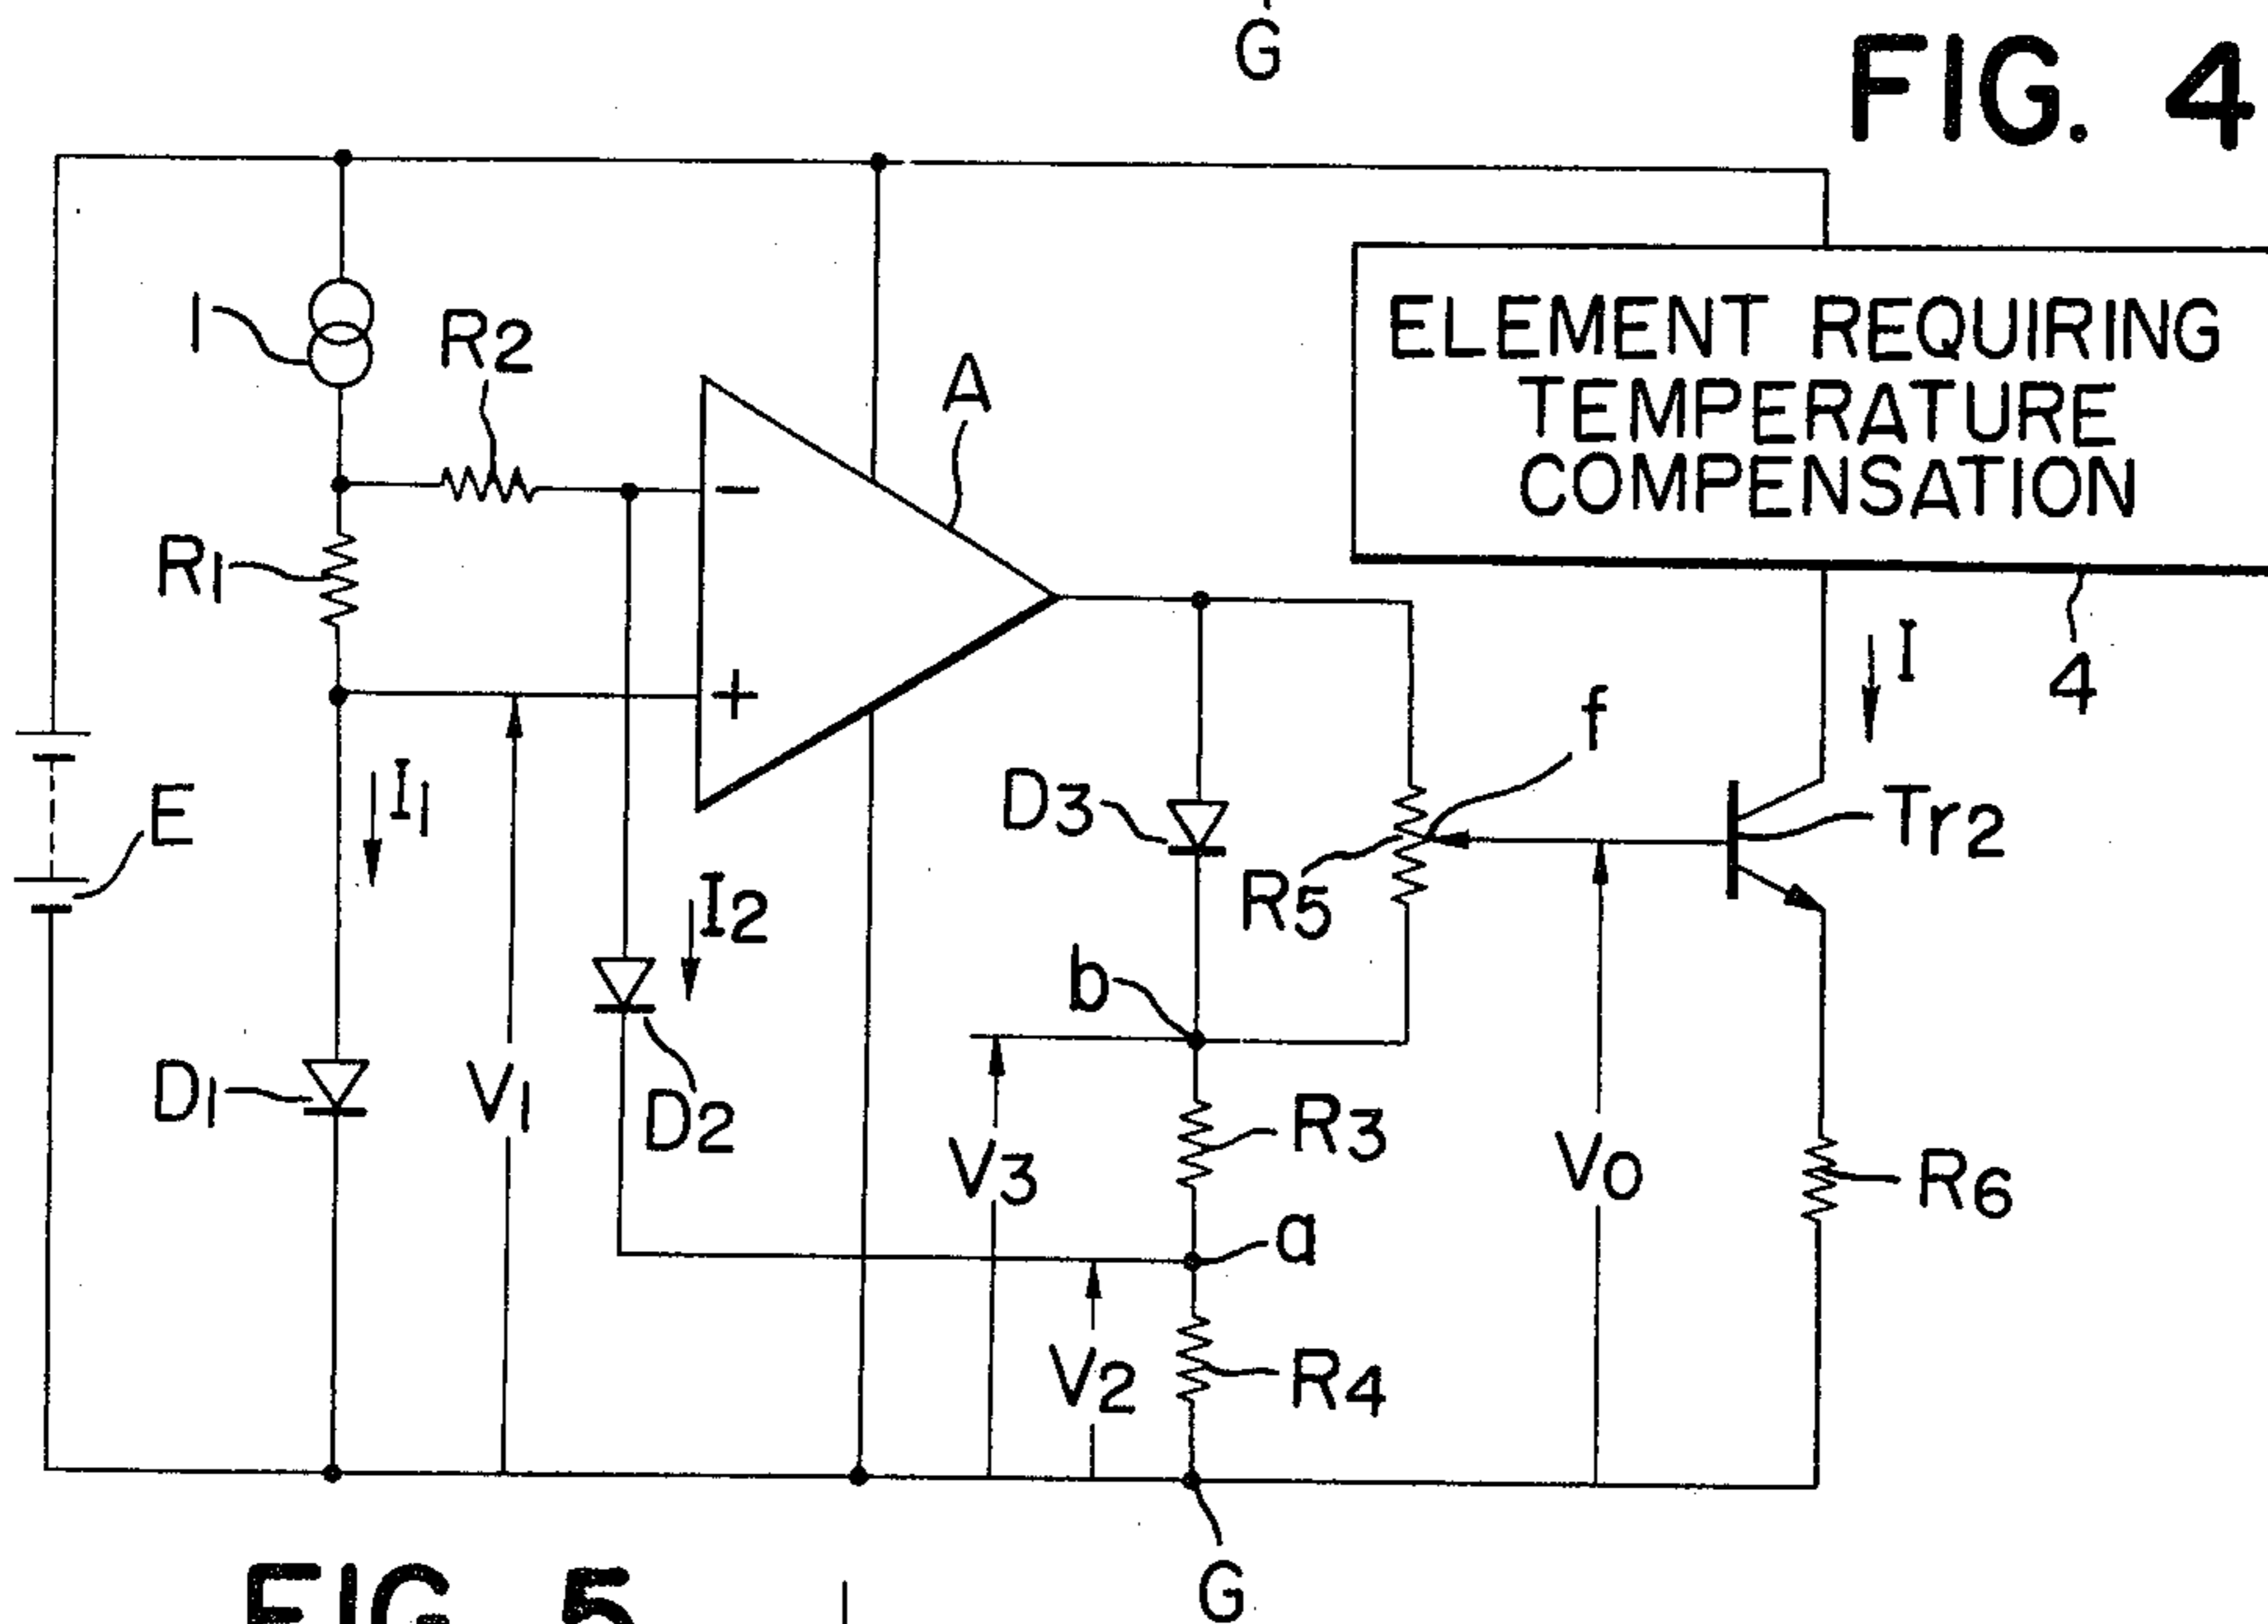 G
FIG. 4
1
R2
A
ELEMENT REQUIRING
TEMPERATURE
COMPENSATION
−
R1
+
I
4
f
E
I1
D3
Tr2
R5
I2
b
D1
V1
D2
V3
R3
V0
R6
a
V2
R4
G
FIG. 5